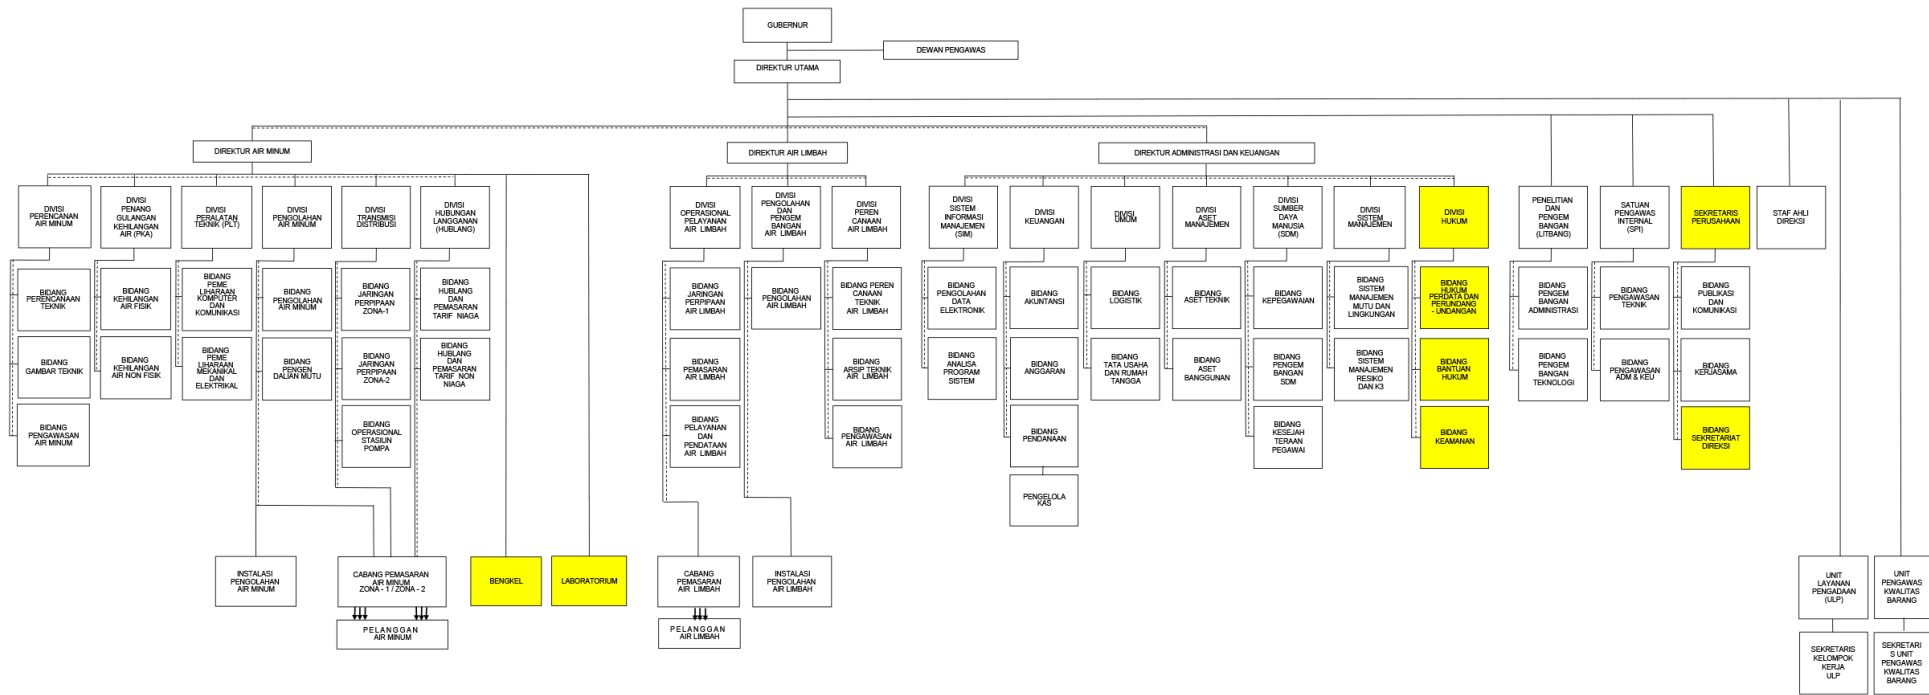 GUBERNUR
DEWAN PENGAWAS
DIREKTUR UTAMA
DIREKTUR AIR MINUM
DIREKTUR AIR LIMBAH
DIREKTUR ADMINISTRASI DAN KEUANGAN
DIVISI
PERENCANAN
AIR MINUM
DIVISI
PENANG
GULANGAN
KEHILANGAN
AIR (PKA)
DIVISI
PERALATAN
TEKNIK (PLT)
DIVISI
PENGOLAHAN
AIR MINUM
DIVISI
TRANSMISI
DISTRIBUSI
DIVISI
HUBUNGAN
LANGGANAN
(HUBLANG)
DIVISI
OPERASIONAL
PELAYANAN
AIR LIMBAH
DIVISI
PENGOLAHAN
DAN
PENGEM
BANGAN
AIR LIMBAH
DIVISI
PEREN
CANAAN
AIR LIMBAH
DIVISI
SISTEM
INFORMASI
MANAJEMEN
(SIM)
DIVISI
KEUANGAN
DIVISI
UMUM
DIVISI
ASET
MANAJEMEN
DIVISI
SUMBER
DAYA
MANUSIA
(SDM)
DIVISI
SISTEM
MANAJEMEN
DIVISI
HUKUM
PENELITIAN
DAN
PENGEM
BANGAN
(LITBANG)
SATUAN
PENGAWAS
INTERNAL
(SPI)
SEKRETARIS
PERUSAHAAN
STAF AHLI
DIREKSI
BIDANG
PERENCANAAN
TEKNIK
BIDANG
KEHILANGAN
AIR FISIK
BIDANG
PEME
LIHARAAN
KOMPUTER
DAN
KOMUNIKASI
BIDANG
PENGOLAHAN
AIR MINUM
BIDANG
JARINGAN
PERPIPAAN
ZONA-1
BIDANG
HUBLANG
DAN
PEMASARAN
TARIF NIAGA
BIDANG
JARINGAN
PERPIPAAN
AIR LIMBAH
BIDANG
PENGOLAHAN
AIR LIMBAH
BIDANG PEREN
CANAAN
TEKNIK
AIR LIMBAH
BIDANG
PENGOLAHAN
DATA
ELEKTRONIK
BIDANG
AKUNTANSI
BIDANG
LOGISTIK
BIDANG
ASET TEKNIK
BIDANG
KEPEGAWAIAN
BIDANG
SISTEM
MANAJEMEN
MUTU DAN
LINGKUNGAN
BIDANG
HUKUM
PERDATA DAN
PERUNDANG
- UNDANGAN
BIDANG
PENGEM
BANGAN
ADMINISTRASI
BIDANG
PENGAWASAN
TEKNIK
BIDANG
PUBLIKASI
DAN
KOMUNIKASI
BIDANG
GAMBAR TEKNIK
BIDANG
KEHILANGAN
AIR NON FISIK
BIDANG
PEME
LIHARAAN
MEKANIKAL
DAN
ELEKTRIKAL
BIDANG
PENGEN
DALIAN MUTU
BIDANG
JARINGAN
PERPIPAAN
ZONA-2
BIDANG
HUBLANG
DAN
PEMASARAN
TARIF NON
NIAGA
BIDANG
PEMASARAN
AIR LIMBAH
BIDANG
ARSIP TEKNIK
AIR LIMBAH
BIDANG
ANALISA
PROGRAM
SISTEM
BIDANG
ANGGARAN
BIDANG
TATA USAHA
DAN RUMAH
TANGGA
BIDANG
ASET
BANGGUNAN
BIDANG
PENGEM
BANGAN
SDM
BIDANG
SISTEM
MANAJEMEN
RESIKO
DAN K3
BIDANG
BANTUAN
HUKUM
BIDANG
PENGEM
BANGAN
TEKNOLOGI
BIDANG
PENGAWASAN
ADM & KEU
BIDANG
KERJASAMA
BIDANG
PENGAWASAN
AIR MINUM
BIDANG
OPERASIONAL
STASIUN
POMPA
BIDANG
PELAYANAN
DAN
PENDATAAN
AIR LIMBAH
BIDANG
PENGAWASAN
AIR LIMBAH
BIDANG
PENDANAAN
BIDANG
KESEJAH
TERAAN
PEGAWAI
BIDANG
KEAMANAN
BIDANG
SEKRETARIAT
DIREKSI
PENGELOLA
KAS
INSTALASI
PENGOLAHAN
AIR MINUM
CABANG PEMASARAN
AIR MINUM
ZONA - 1 / ZONA - 2
BENGKEL
LABORATORIUM
CABANG
PEMASARAN
AIR LIMBAH
INSTALASI
PENGOLAHAN
AIR LIMBAH
UNIT
LAYANAN
PENGADAAN
(ULP)
UNIT
PENGAWAS
KWALITAS
BARANG
PELANGGAN
AIR MINUM
PELANGGAN
AIR LIMBAH
SEKRETARIS
KELOMPOK
KERJA
ULP
SEKRETARI
S UNIT
PENGAWAS
KWALITAS
BARANG